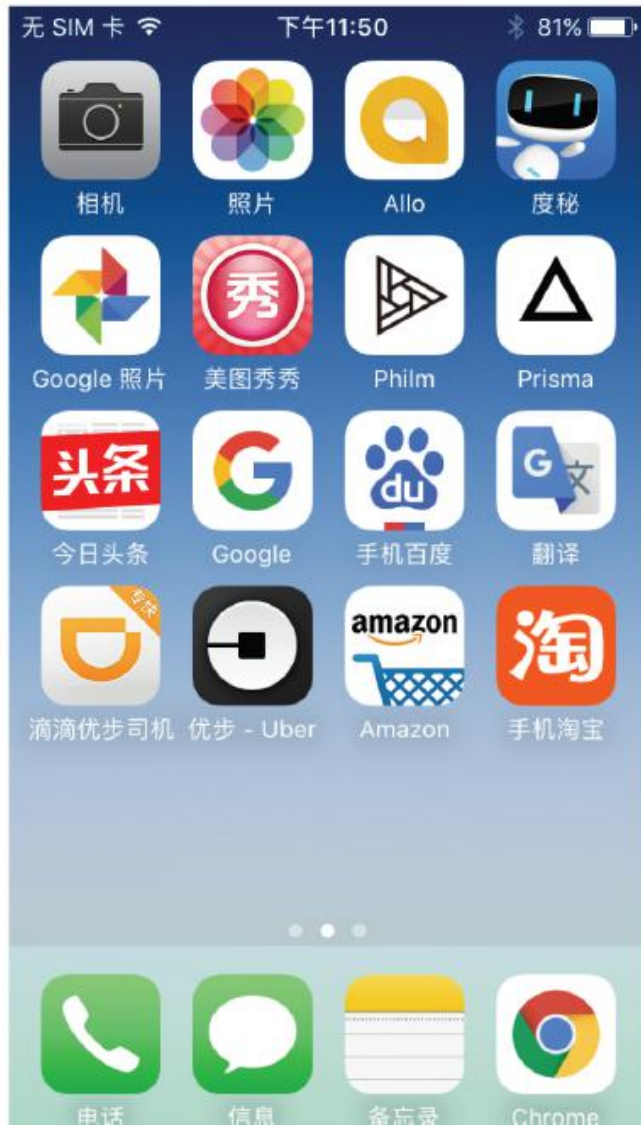 无 SIM 卡 下午11:50 81%
相机 照片 Allo 度秘
秀
Google 照片 美图秀秀 Philm Prisma
头条 G du G 文
今日头条 Google 手机百度 翻译
专快 amazon 淘
滴滴优步司机 优步 - Uber Amazon 手机淘宝
电话 信息 备忘录 Chrome